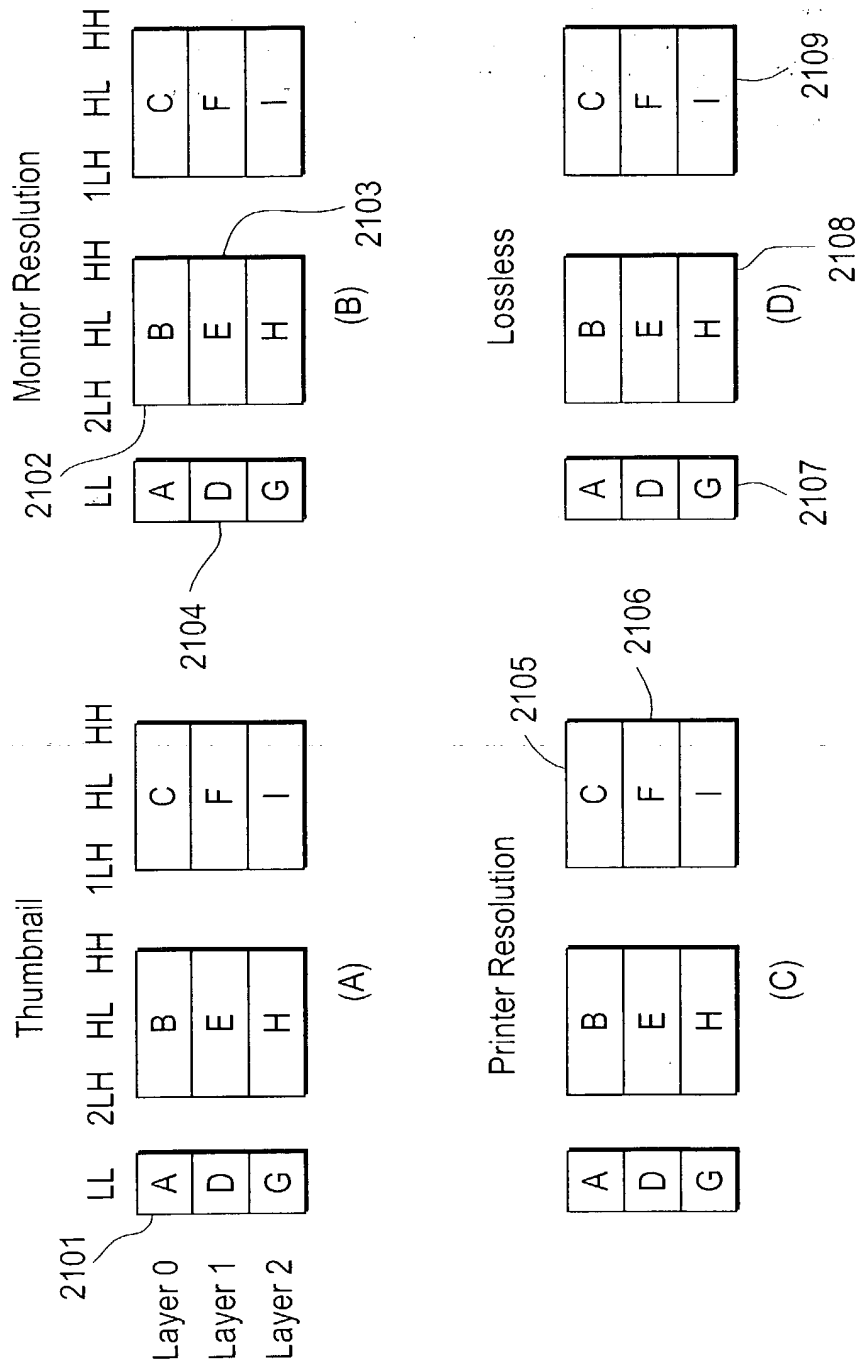 Thumbnail
LL 2LH HL HH 1LH HL HH
2101
Layer 0 A B C
Layer 1 D E F
Layer 2 G H I
(A)
Monitor Resolution
2102
LL 2LH HL HH 1LH HL HH
A B C
D E F
G H I
2104
2103
(B)
Printer Resolution
2105
A B C
D E F
G H I
2106
(C)
Lossless
A B C
D E F
G H I
2107
2108
2109
(D)